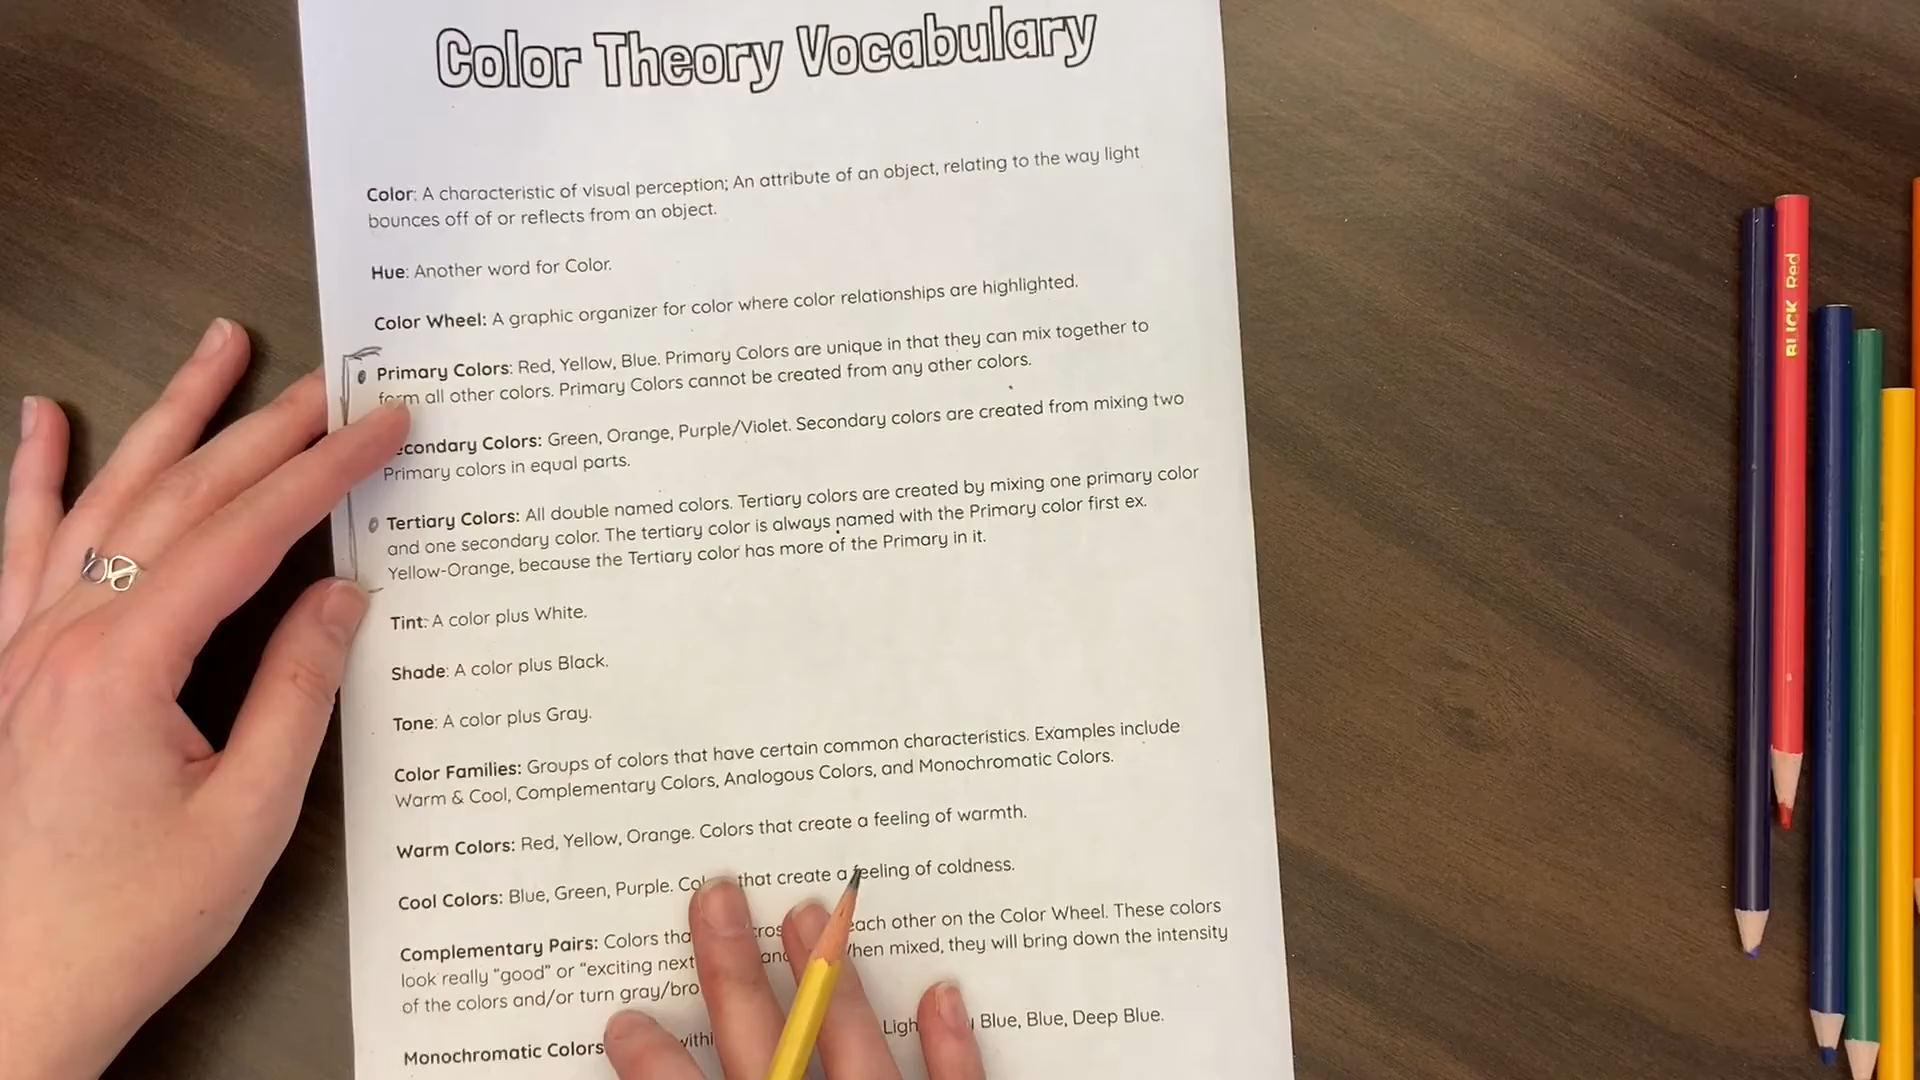 Color Theory Vocabulary
Color: A characteristic of visual perception; An attribute of an object, relating to the way light
bounces off of or reflects from an object.
Hue: Another word for Color.
Color Wheel: A graphic organizer for color where color relationships are highlighted.
Primary Colors: Red, Yellow, Blue. Primary Colors are unique in that they can mix together to
form all other colors. Primary Colors cannot be created from any other colors.
Secondary Colors: Green, Orange, Purple/Violet. Secondary colors are created from mixing two
Primary colors in equal parts.
Tertiary Colors: All double named colors. Tertiary colors are created by mixing one primary color
and one secondary color. The tertiary color is always named with the Primary color first ex.
Yellow-Orange, because the Tertiary color has more of the Primary in it.
Tint: A color plus White.
Shade: A color plus Black.
Tone: A color plus Gray.
Color Families: Groups of colors that have certain common characteristics. Examples include
Warm & Cool, Complementary Colors, Analogous Colors, and Monochromatic Colors.
Warm Colors: Red, Yellow, Orange. Colors that create a feeling of warmth.
Cool Colors: Blue, Green, Purple. Colors that create a feeling of coldness.
Complementary Pairs: Colors each other on the Color Wheel. These colors
look really "good" or "exciting next When mixed, they will bring down the intensity
of the colors and/or turn
Monochromatic Colors Blue, Blue, Deep Blue.
BLICK Red